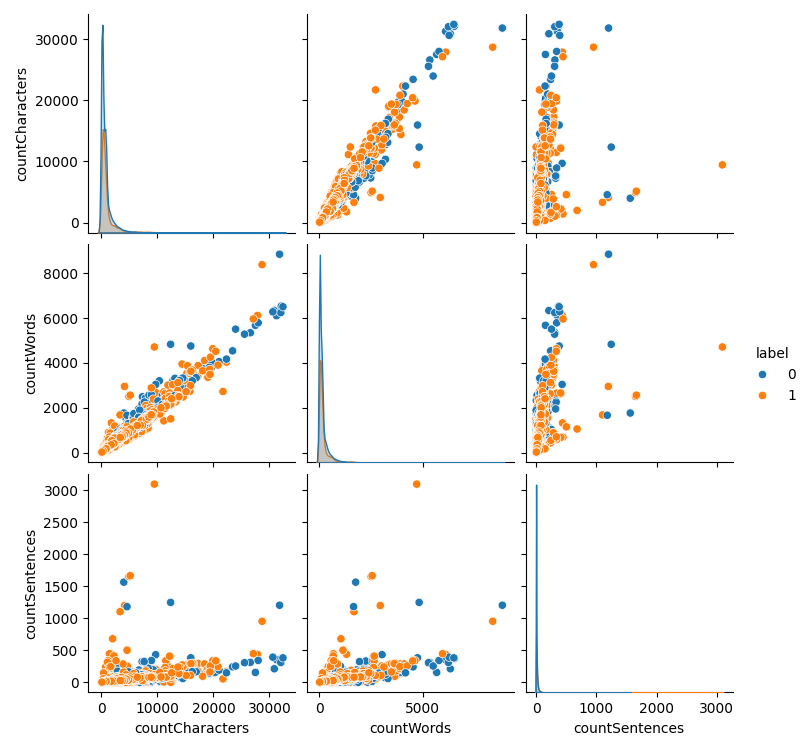 countCharacters
30000
20000
10000
0
countWords
8000
6000
4000
2000
0
countSentences
3000
2500
2000
1500
1000
500
0
0 10000 20000 30000
countCharacters
0 5000
countWords
0 1000 2000 3000
countSentences
label
0
1